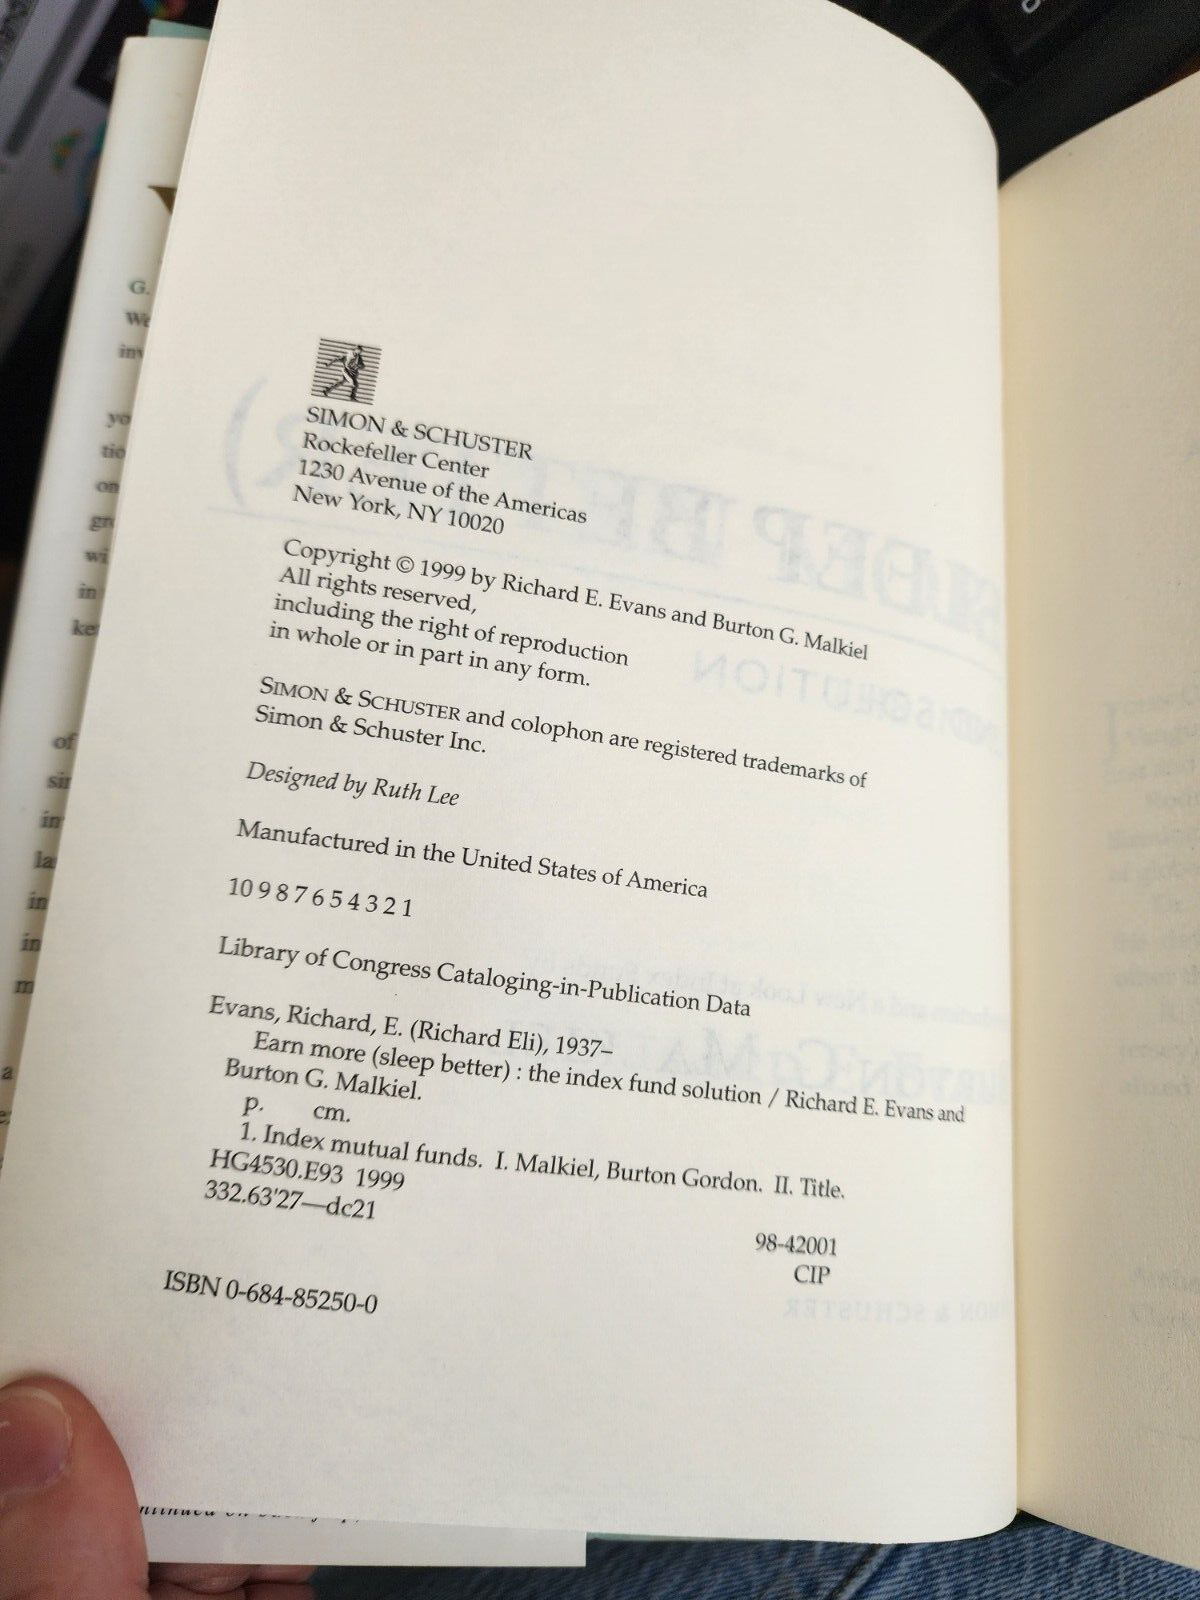 SIMON & SCHUSTER
Rockefeller Center
1230 Avenue of the Americas
New York, NY 10020
Copyright © 1999 by Richard E. Evans and Burton G. Malkiel
All rights reserved,
including the right of reproduction
in whole or in part in any form.
SIMON & SCHUSTER and colophon are registered trademarks of
Simon & Schuster Inc.
Designed by Ruth Lee
Manufactured in the United States of America
10 9 8 7 6 5 4 3 2 1
Library of Congress Cataloging-in-Publication Data
Evans, Richard, E. (Richard Eli), 1937–
Earn more (sleep better) : the index fund solution / Richard E. Evans and
Burton G. Malkiel.
p. cm.
1. Index mutual funds. I. Malkiel, Burton Gordon. II. Title.
HG4530.E93 1999
332.63'27—dc21
98-42001
CIP
ISBN 0-684-85250-0